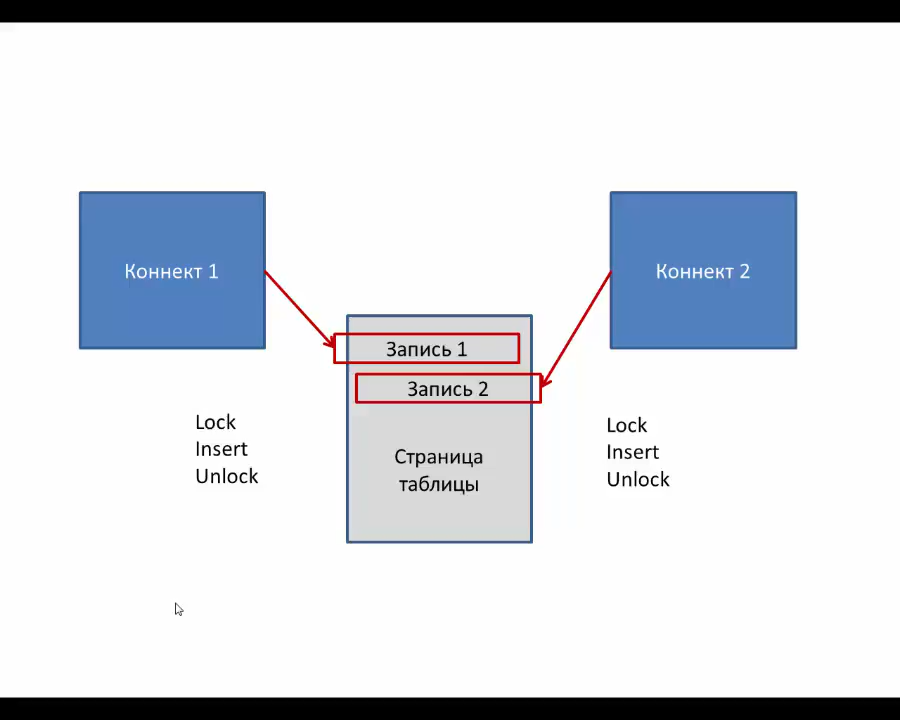 Коннект 1
Коннект 2
Запись 1
Запись 2
Страница
таблицы
Lock
Insert
Unlock
Lock
Insert
Unlock